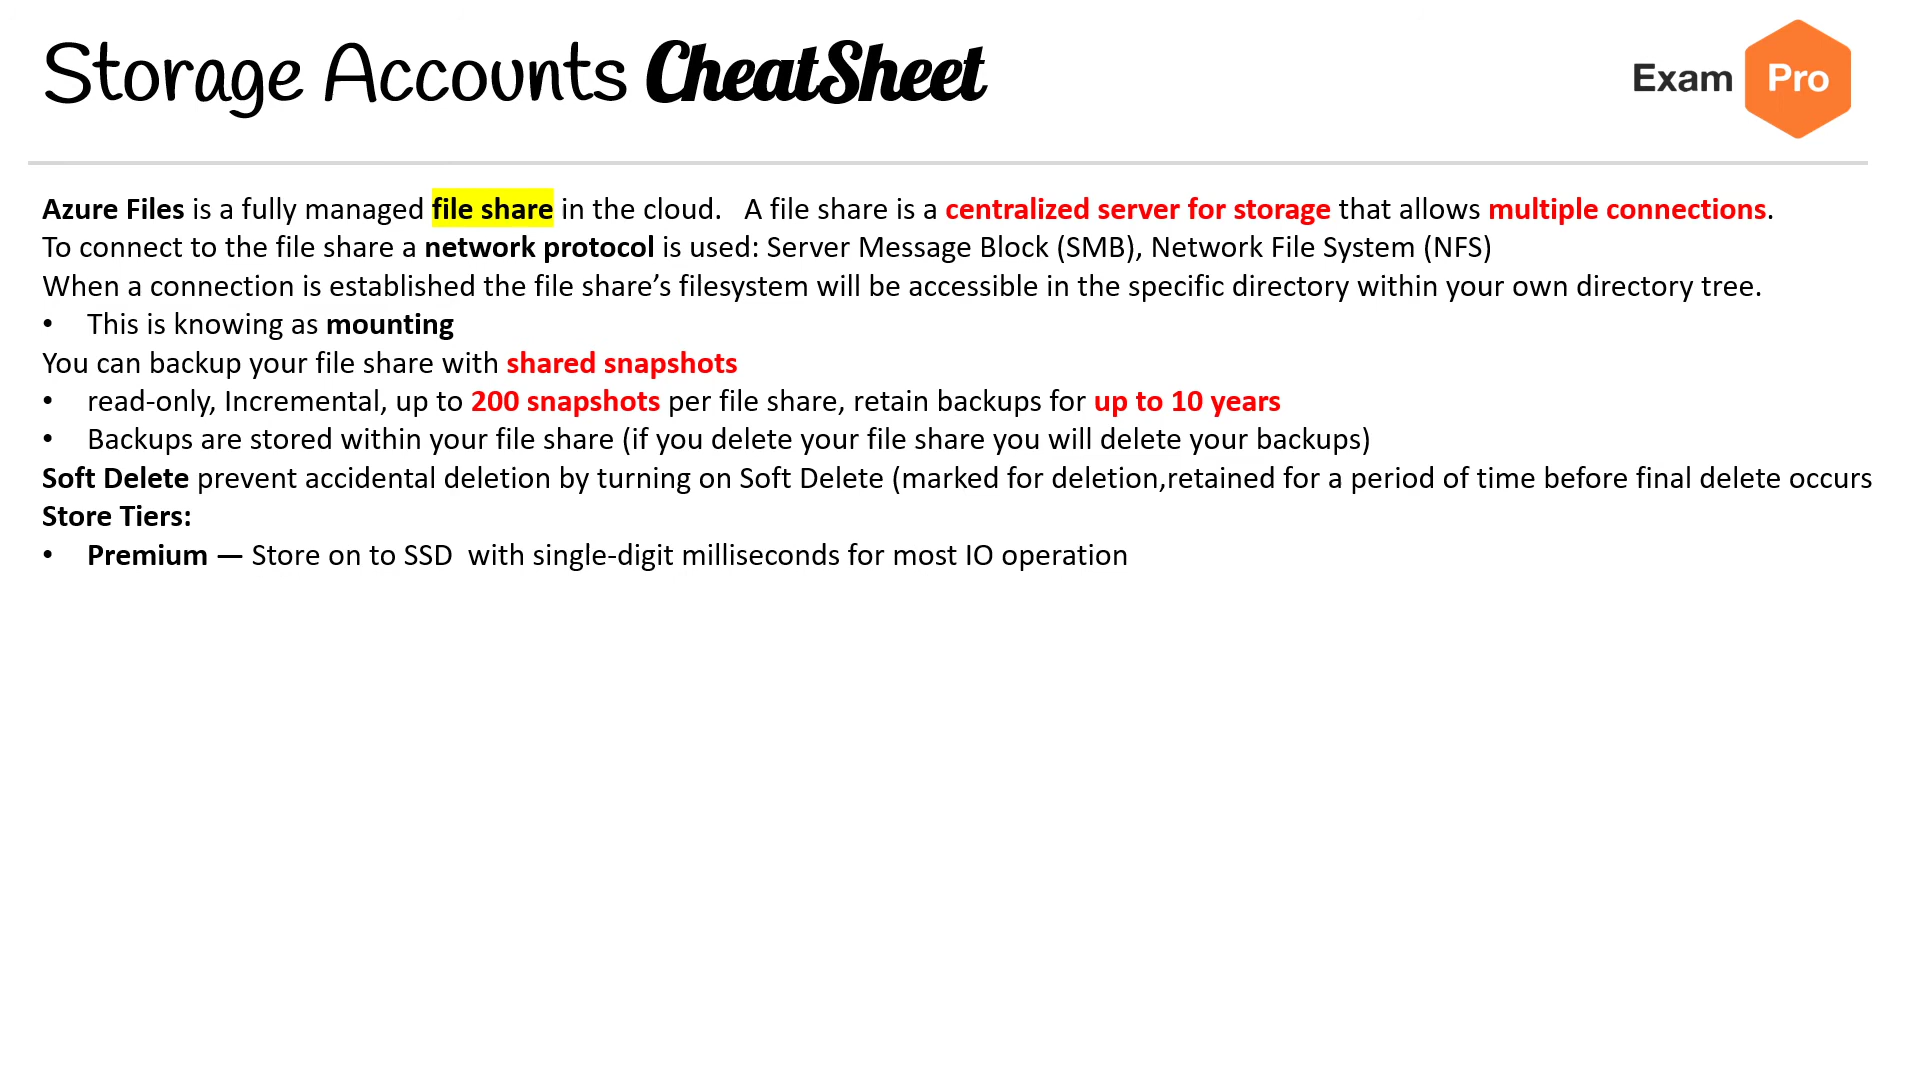 Storage Accounts CheatSheet
Exam Pro
Azure Files is a fully managed file share in the cloud. A file share is a centralized server for storage that allows multiple connections.
To connect to the file share a network protocol is used: Server Message Block (SMB), Network File System (NFS)
When a connection is established the file share’s filesystem will be accessible in the specific directory within your own directory tree.
• This is knowing as mounting
You can backup your file share with shared snapshots
• read-only, Incremental, up to 200 snapshots per file share, retain backups for up to 10 years
• Backups are stored within your file share (if you delete your file share you will delete your backups)
Soft Delete prevent accidental deletion by turning on Soft Delete (marked for deletion,retained for a period of time before final delete occurs
Store Tiers:
• Premium — Store on to SSD with single-digit milliseconds for most IO operation